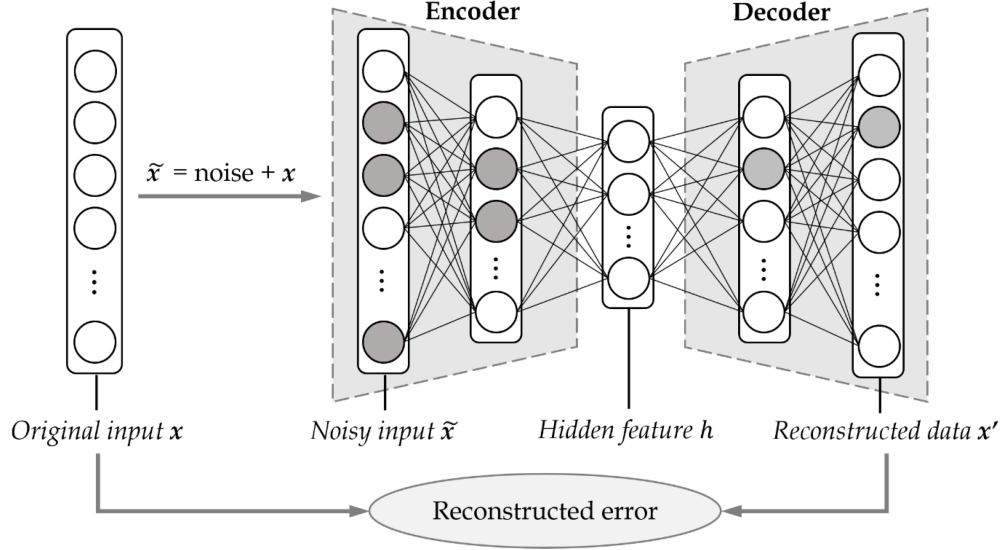 Encoder
Decoder
x̃ = noise + x
Original input x
Noisy input x̃
Hidden feature h
Reconstructed data x′
Reconstructed error